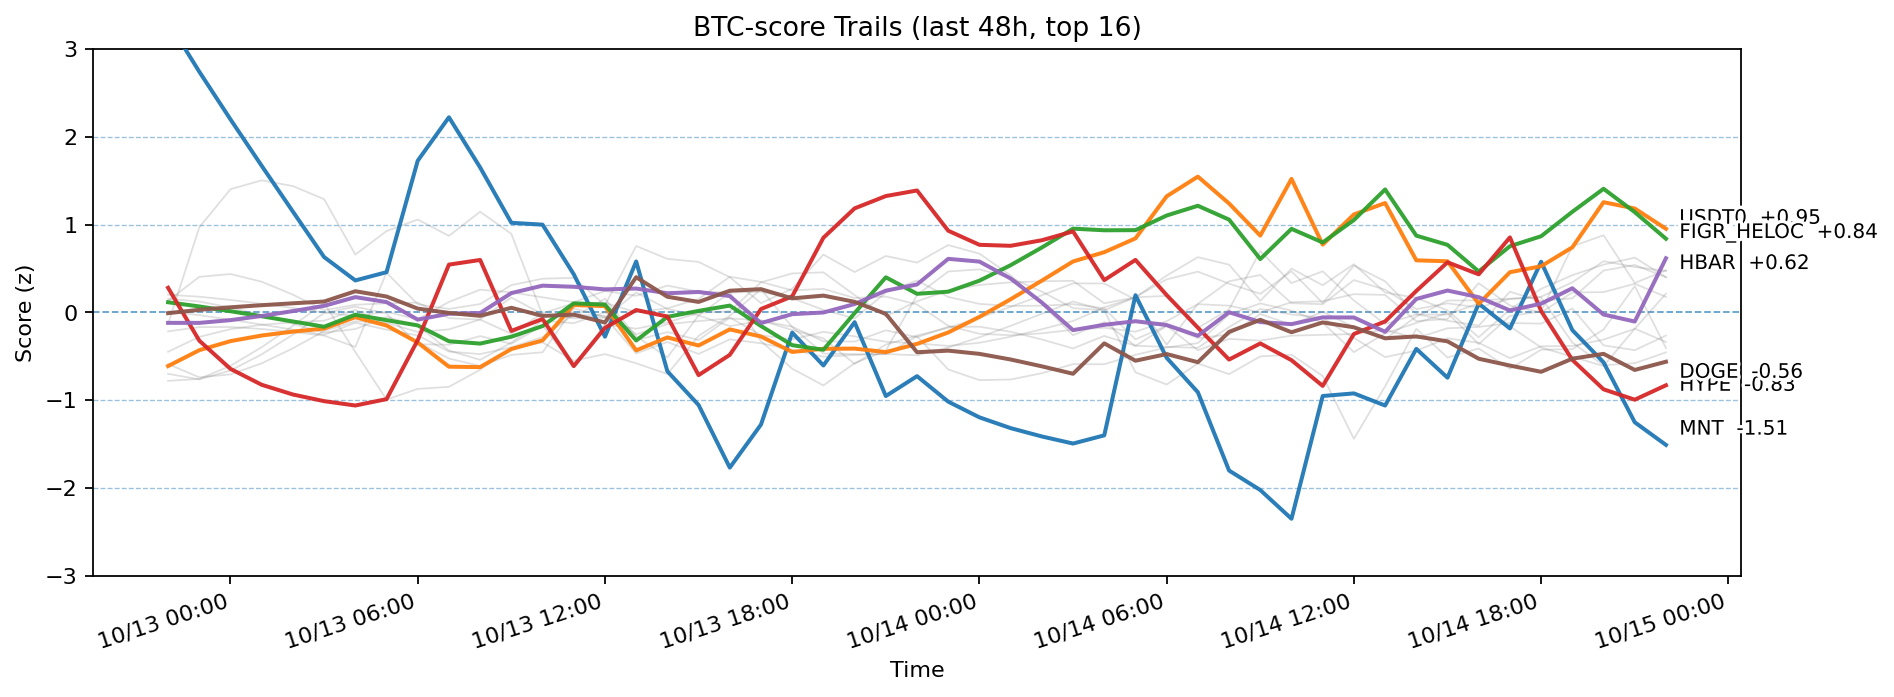 BTC-score Trails (last 48h, top 16)
Score (z)
3
2
1
0
−1
−2
−3
USDT0 +0.95
FIGR_HELOC +0.84
HBAR +0.62
DOGE -0.56
HYPE -0.83
MNT -1.51
10/13 00:00
10/13 06:00
10/13 12:00
10/13 18:00
10/14 00:00
10/14 06:00
10/14 12:00
10/14 18:00
10/15 00:00
Time